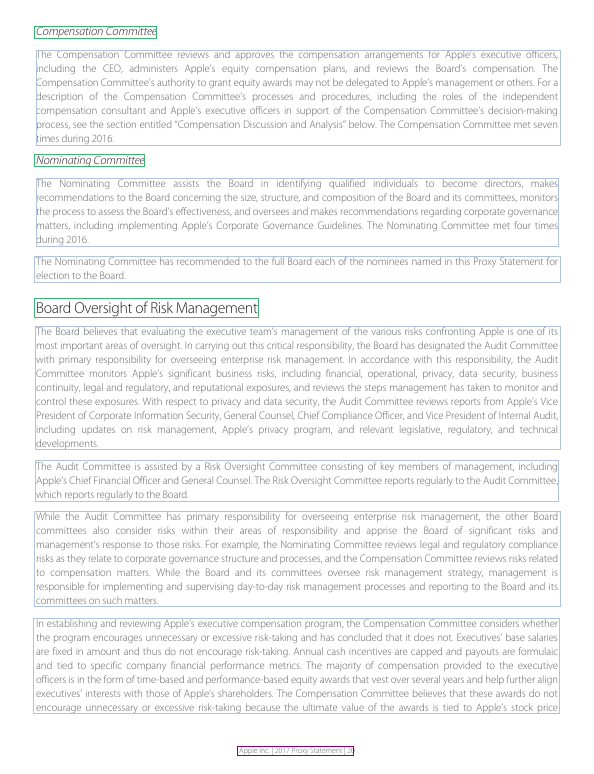 Compensation Committee
The Compensation Committee reviews and approves the compensation arrangements for Apple's executive officers,
including the CEO, administers Apple's equity compensation plans, and reviews the Board's compensation. The
Compensation Committee's authority to grant equity awards may not be delegated to Apple's management or others. For a
description of the Compensation Committee's processes and procedures, including the roles of the independent
compensation consultant and Apple's executive officers in support of the Compensation Committee's decision-making
process, see the section entitled "Compensation Discussion and Analysis" below. The Compensation Committee met seven
times during 2016.
Nominating Committee
The Nominating Committee assists the Board in identifying qualified individuals to become directors, makes
recommendations to the Board concerning the size, structure, and composition of the Board and its committees, monitors
the process to assess the Board's effectiveness, and oversees and makes recommendations regarding corporate governance
matters, including implementing Apple's Corporate Governance Guidelines. The Nominating Committee met four times
during 2016.
The Nominating Committee has recommended to the full Board each of the nominees named in this Proxy Statement for
election to the Board.
Board Oversight of Risk Management
The Board believes that evaluating the executive team's management of the various risks confronting Apple is one of its
most important areas of oversight. In carrying out this critical responsibility, the Board has designated the Audit Committee
with primary responsibility for overseeing enterprise risk management. In accordance with this responsibility, the Audit
Committee monitors Apple's significant business risks, including financial, operational, privacy, data security, business
continuity, legal and regulatory, and reputational exposures, and reviews the steps management has taken to monitor and
control these exposures. With respect to privacy and data security, the Audit Committee reviews reports from Apple's Vice
President of Corporate Information Security, General Counsel, Chief Compliance Officer, and Vice President of Internal Audit,
including updates on risk management, Apple's privacy program, and relevant legislative, regulatory, and technical
developments.
The Audit Committee is assisted by a Risk Oversight Committee consisting of key members of management, including
Apple's Chief Financial Officer and General Counsel. The Risk Oversight Committee reports regularly to the Audit Committee,
which reports regularly to the Board.
While the Audit Committee has primary responsibility for overseeing enterprise risk management, the other Board
committees also consider risks within their areas of responsibility and apprise the Board of significant risks and
management's response to those risks. For example, the Nominating Committee reviews legal and regulatory compliance
risks as they relate to corporate governance structure and processes, and the Compensation Committee reviews risks related
to compensation matters. While the Board and its committees oversee risk management strategy, management is
responsible for implementing and supervising day-to-day risk management processes and reporting to the Board and its
committees on such matters.
In establishing and reviewing Apple's executive compensation program, the Compensation Committee considers whether
the program encourages unnecessary or excessive risk-taking and has concluded that it does not. Executives' base salaries
are fixed in amount and thus do not encourage risk-taking. Annual cash incentives are capped and payouts are formulaic
and tied to specific company financial performance metrics. The majority of compensation provided to the executive
officers is in the form of time-based and performance-based equity awards that vest over several years and help further align
executives' interests with those of Apple's shareholders. The Compensation Committee believes that these awards do not
encourage unnecessary or excessive risk-taking because the ultimate value of the awards is tied to Apple's stock price
Apple Inc. | 2017 Proxy Statement |